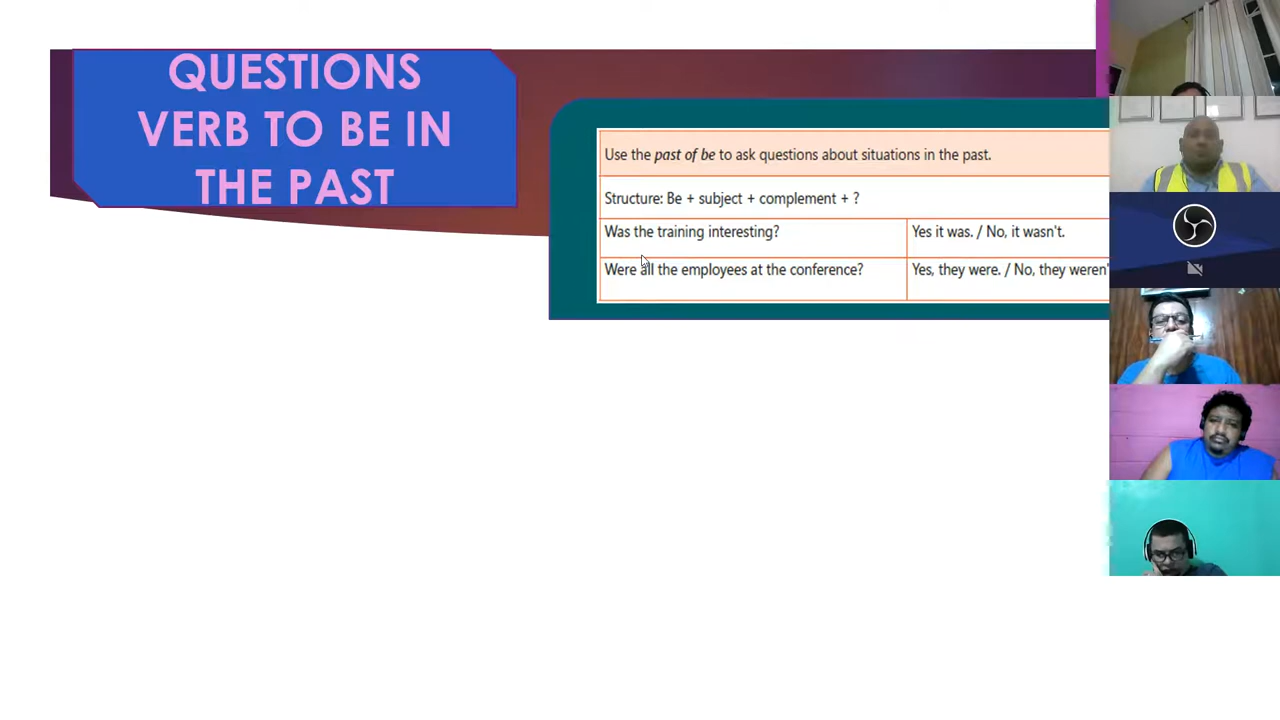 QUESTIONS
VERB TO BE IN
THE PAST
Use the past of be to ask questions about situations in the past.
Structure: Be + subject + complement + ?
Was the training interesting?
Yes it was. / No, it wasn't.
Were all the employees at the conference?
Yes, they were. / No, they weren'